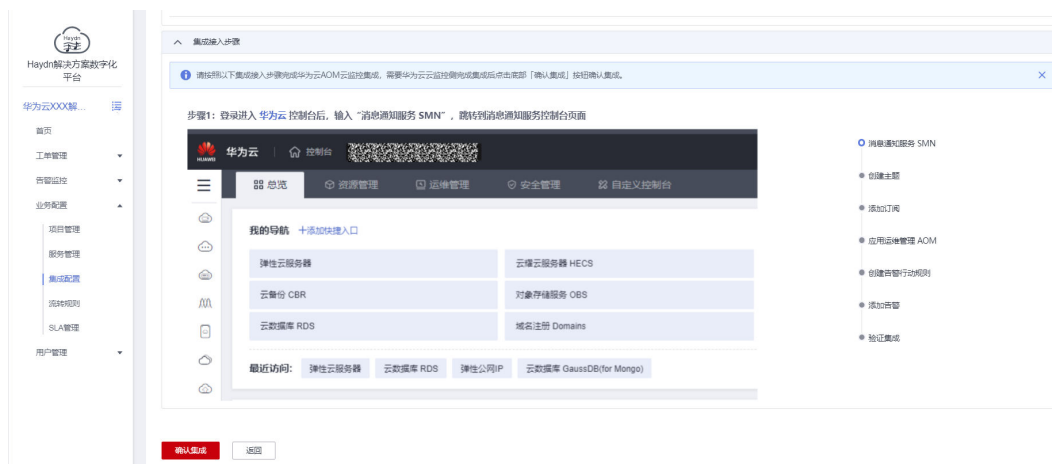 Haydn
Haydn解决方案数字化
平台
华为云XXX解...
首页
工单管理
告警监控
业务配置
项目管理
服务管理
集成配置
流转规则
SLA管理
用户管理
集成接入步骤
请按照以下集成接入步骤完成华为云AOM云监控集成，需要华为云云监控侧完成集成后点击底部「确认集成」按钮确认集成。
步骤1：登录进入 华为云 控制台后，输入“消息通知服务 SMN”，跳转到消息通知服务控制台页面
HUAWEI 华为云 控制台
总览 资源管理 运维管理 安全管理 自定义控制台
我的导航 +添加快捷入口
弹性云服务器 云耀云服务器 HECS
云备份 CBR 对象存储服务 OBS
云数据库 RDS 域名注册 Domains
最近访问: 弹性云服务器 云数据库 RDS 弹性公网IP 云数据库 GaussDB(for Mongo)
消息通知服务 SMN
创建主题
添加订阅
应用运维管理 AOM
创建告警行动规则
添加告警
验证集成
确认集成 返回